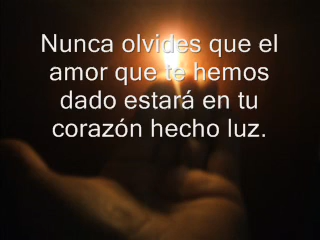 Nunca olvides que el
amor que te hemos
dado estará en tu
corazón hecho luz.